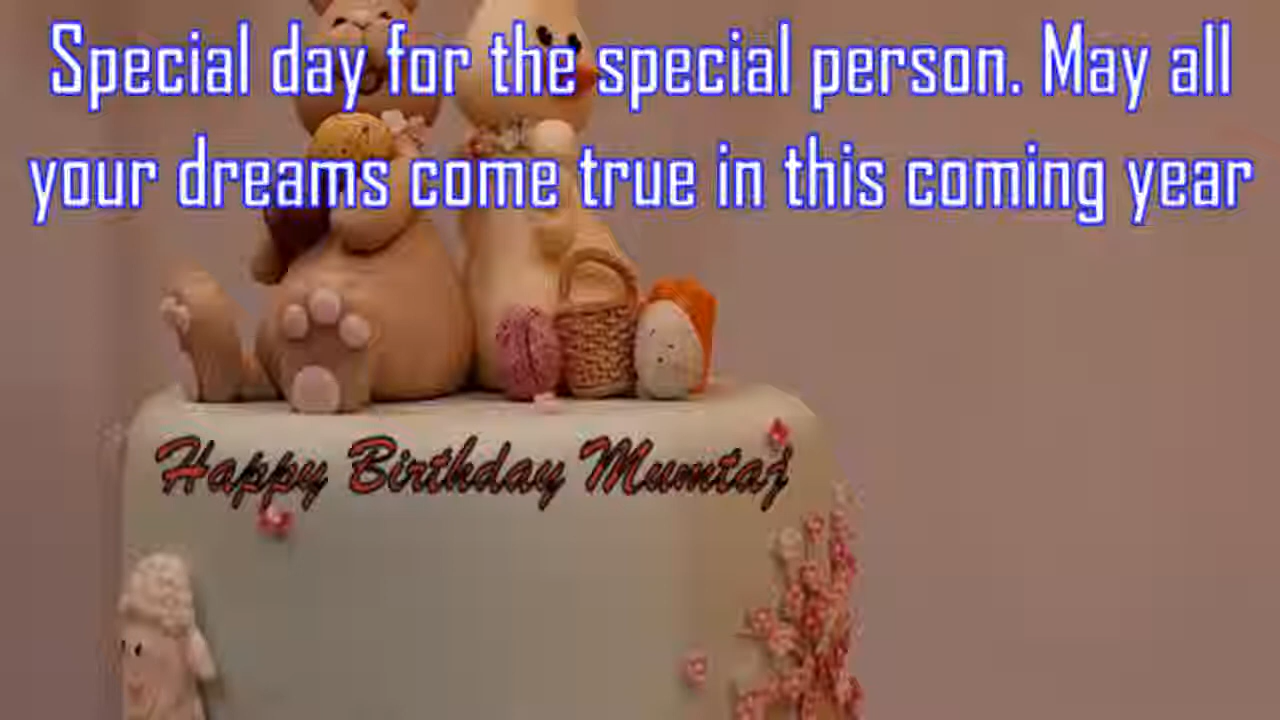 Special day for the special person. May all
your dreams come true in this coming year
Happy Birthday Mumtaj